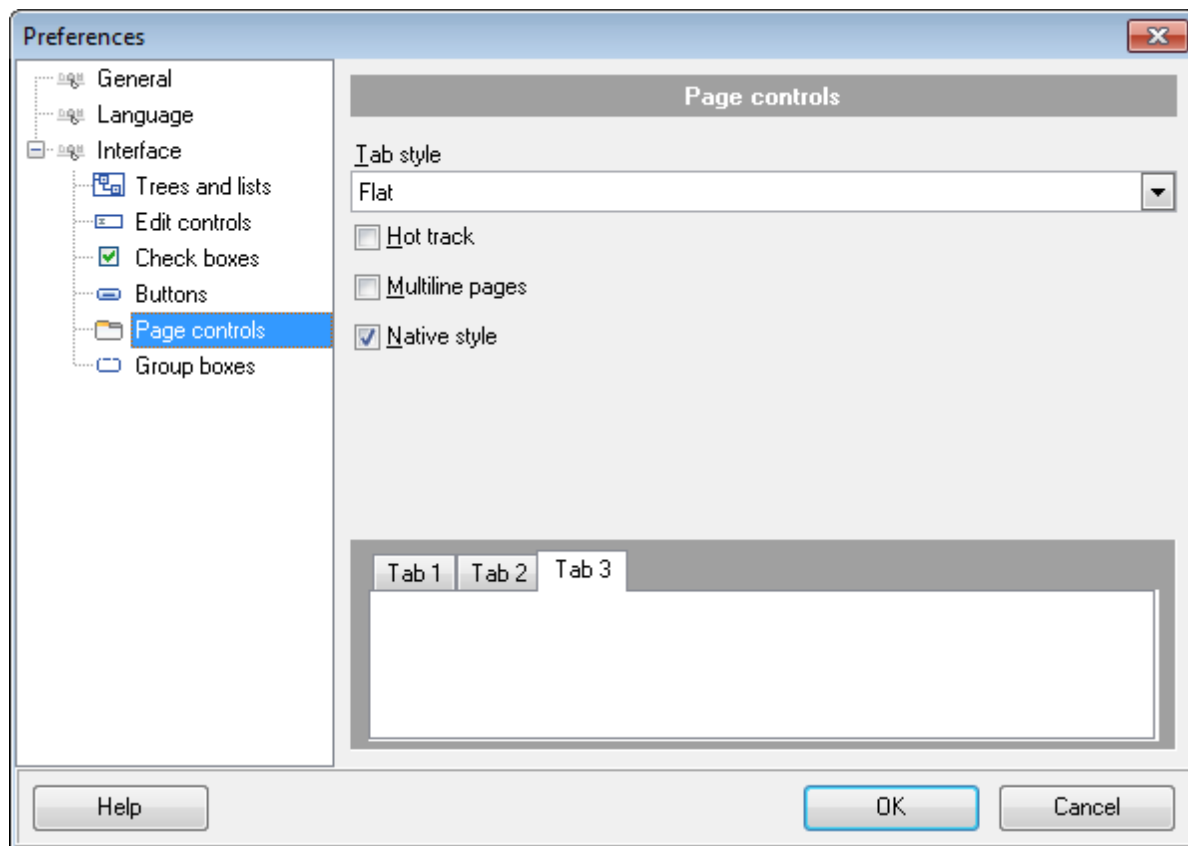 Preferences
General
Language
Interface
Trees and lists
Edit controls
Check boxes
Buttons
Page controls
Group boxes
Page controls
Tab style
Flat
Hot track
Multiline pages
Native style
Tab 1 Tab 2 Tab 3
Help OK Cancel